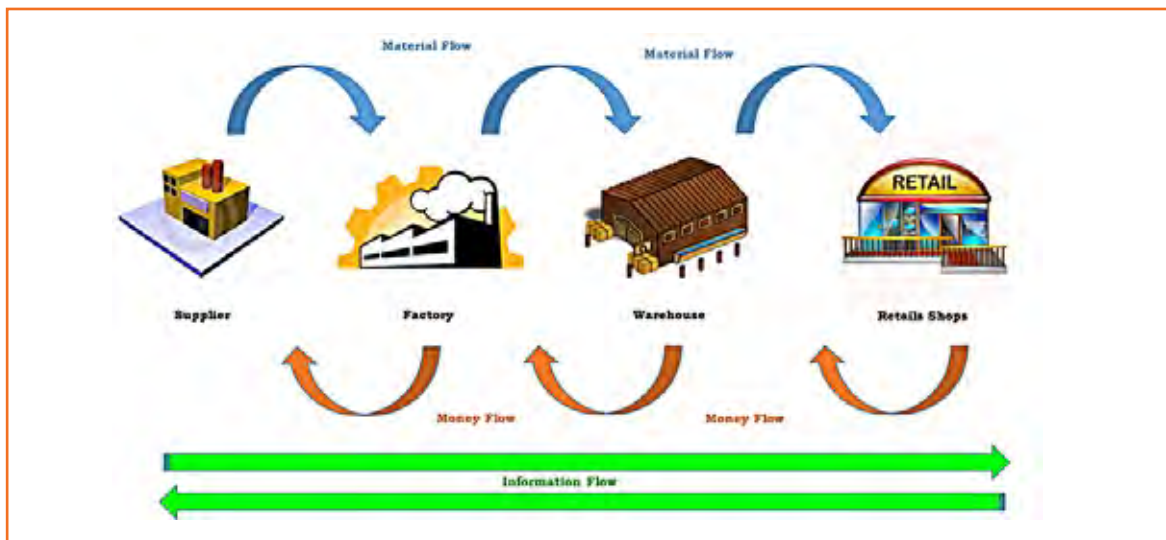 Material Flow
Material Flow
RETAIL
Supplier
Factory
Warehouse
Retails Shops
Money Flow
Money Flow
Information Flow